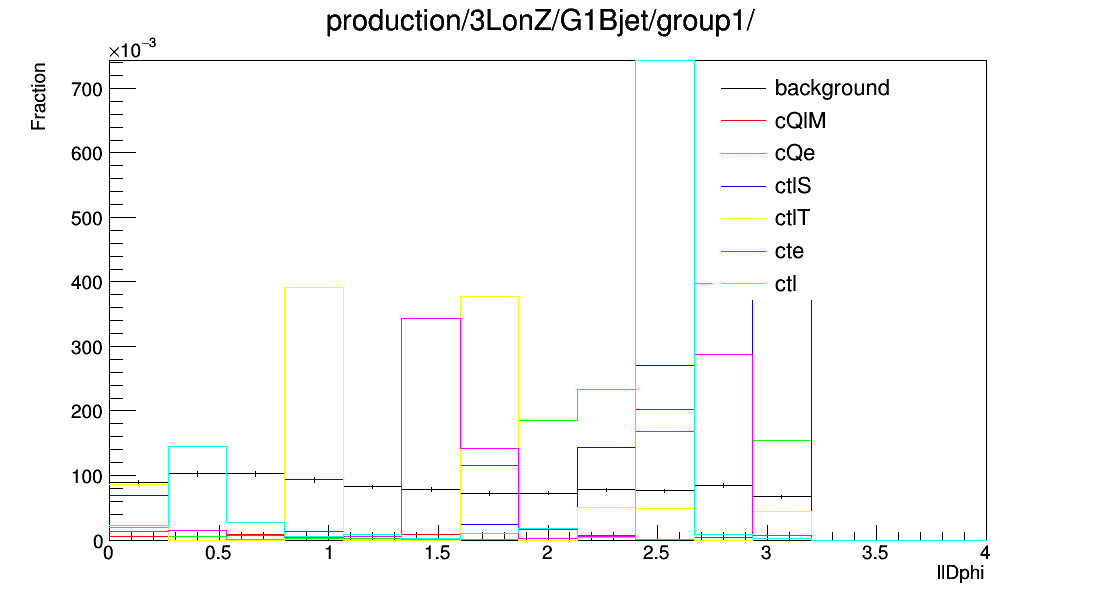 production/3LonZ/G1Bjet/group1/
×10⁻³
Fraction
700
600
500
400
300
200
100
0
background
cQlM
cQe
ctlS
ctlT
cte
ctl
0 0.5 1 1.5 2 2.5 3 3.5 4
llDphi